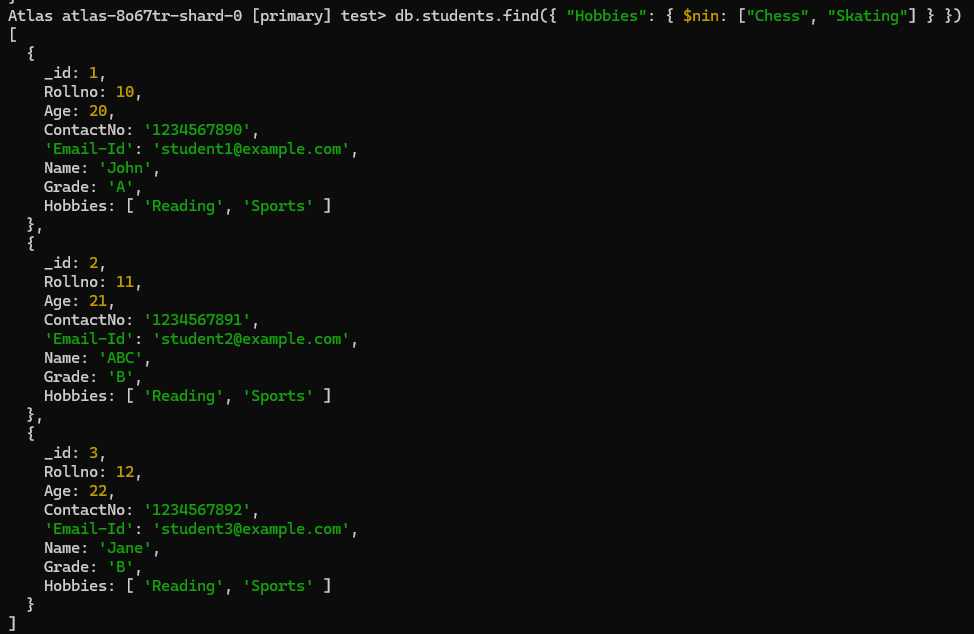 Atlas atlas-8o67tr-shard-0 [primary] test> db.students.find({ "Hobbies": { $nin: ["Chess", "Skating"] } })
[
  {
    _id: 1,
    Rollno: 10,
    Age: 20,
    ContactNo: '1234567890',
    'Email-Id': 'student1@example.com',
    Name: 'John',
    Grade: 'A',
    Hobbies: [ 'Reading', 'Sports' ]
  },
  {
    _id: 2,
    Rollno: 11,
    Age: 21,
    ContactNo: '1234567891',
    'Email-Id': 'student2@example.com',
    Name: 'ABC',
    Grade: 'B',
    Hobbies: [ 'Reading', 'Sports' ]
  },
  {
    _id: 3,
    Rollno: 12,
    Age: 22,
    ContactNo: '1234567892',
    'Email-Id': 'student3@example.com',
    Name: 'Jane',
    Grade: 'B',
    Hobbies: [ 'Reading', 'Sports' ]
  }
]